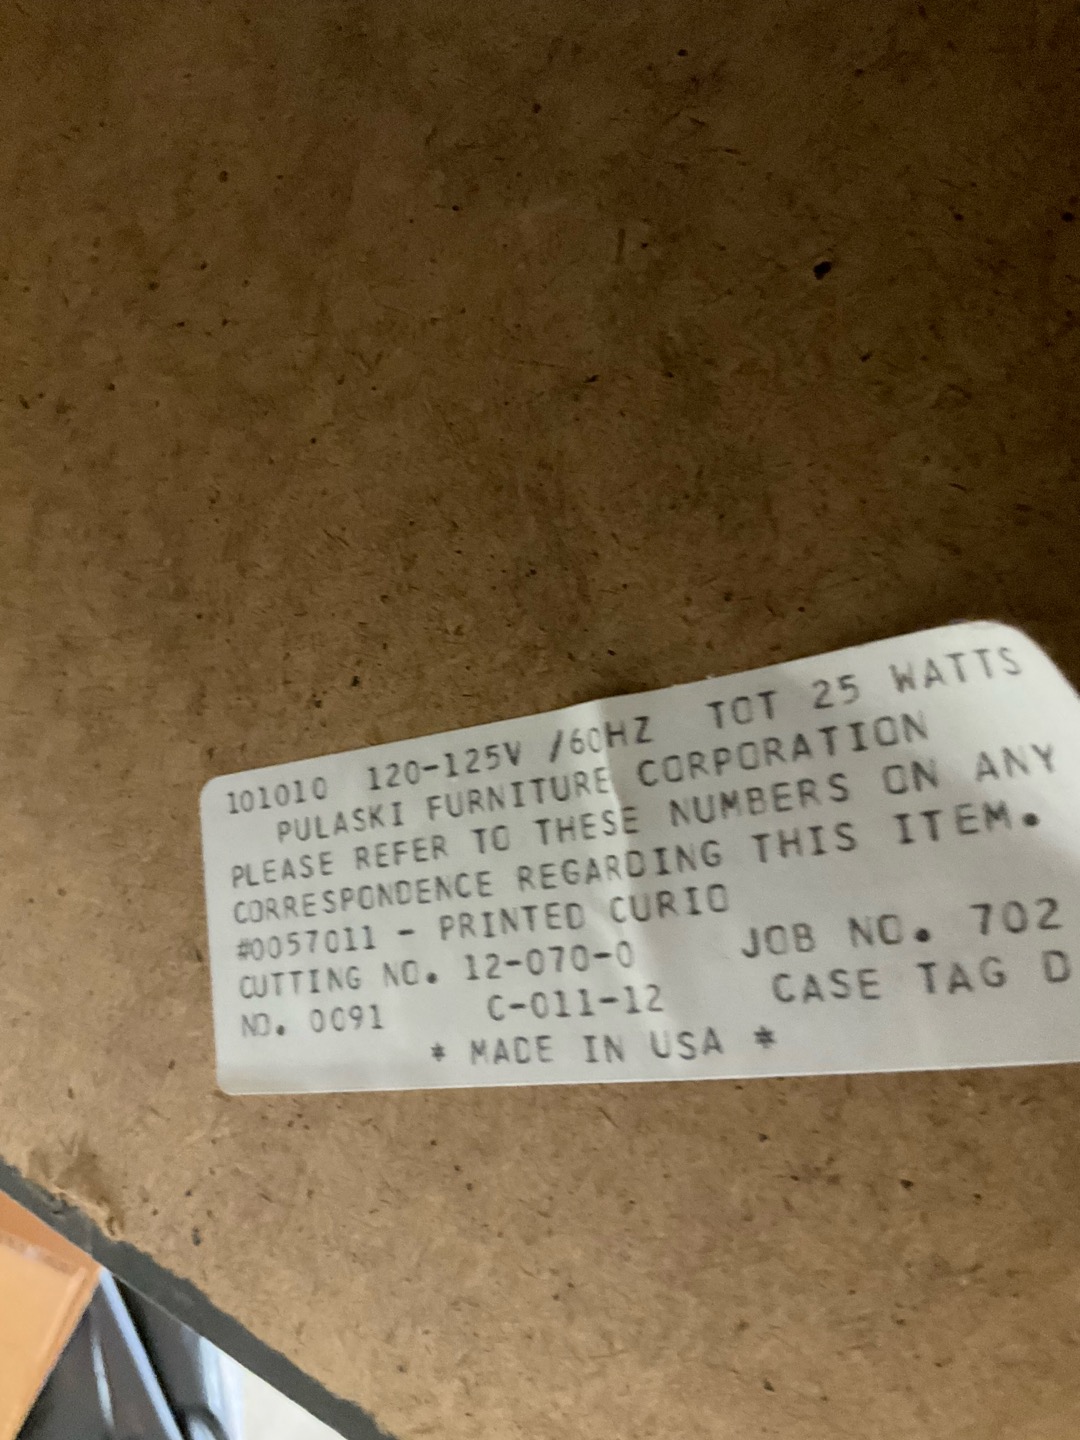 101010 120-125V /60HZ TOT 25 WATTS
PULASKI FURNITURE CORPORATION
PLEASE REFER TO THESE NUMBERS ON ANY
CORRESPONDENCE REGARDING THIS ITEM.
#0057011 - PRINTED CURIO
CUTTING NO. 12-070-0 JOB NO. 702
NO. 0091 C-011-12 CASE TAG D
* MADE IN USA *